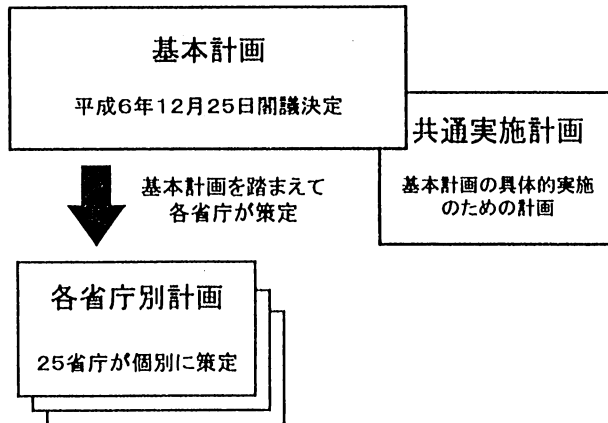 基本計画
平成6年12月25日閣議決定
共通実施計画
基本計画の具体的実施
のための計画
基本計画を踏まえて
各省庁が策定
各省庁別計画
25省庁が個別に策定